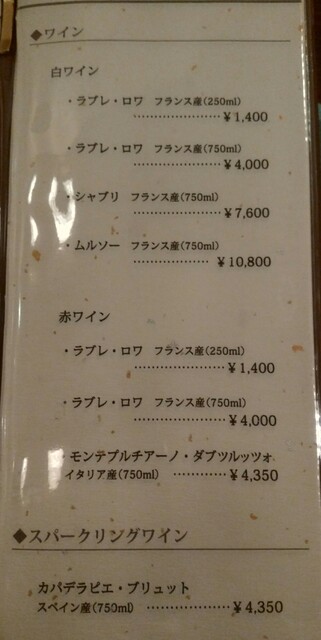 ◆ワイン
白ワイン
・ラブレ・ロワ フランス産(250ml)
……………………¥1,400
・ラブレ・ロワ フランス産(750ml)
……………………¥4,000
・シャブリ フランス産(750ml)
……………………¥7,600
・ムルソー フランス産(750ml)
…………………¥10,800
赤ワイン
・ラブレ・ロワ フランス産(250ml)
……………………¥1,400
・ラブレ・ロワ フランス産(750ml)
……………………¥4,000
・モンテプルチアーノ・ダブツルッツォ
イタリア産(750ml) ……………¥4,350
◆スパークリングワイン
カバデラピエ・ブリュット
スペイン産(750ml) ……………………¥4,350